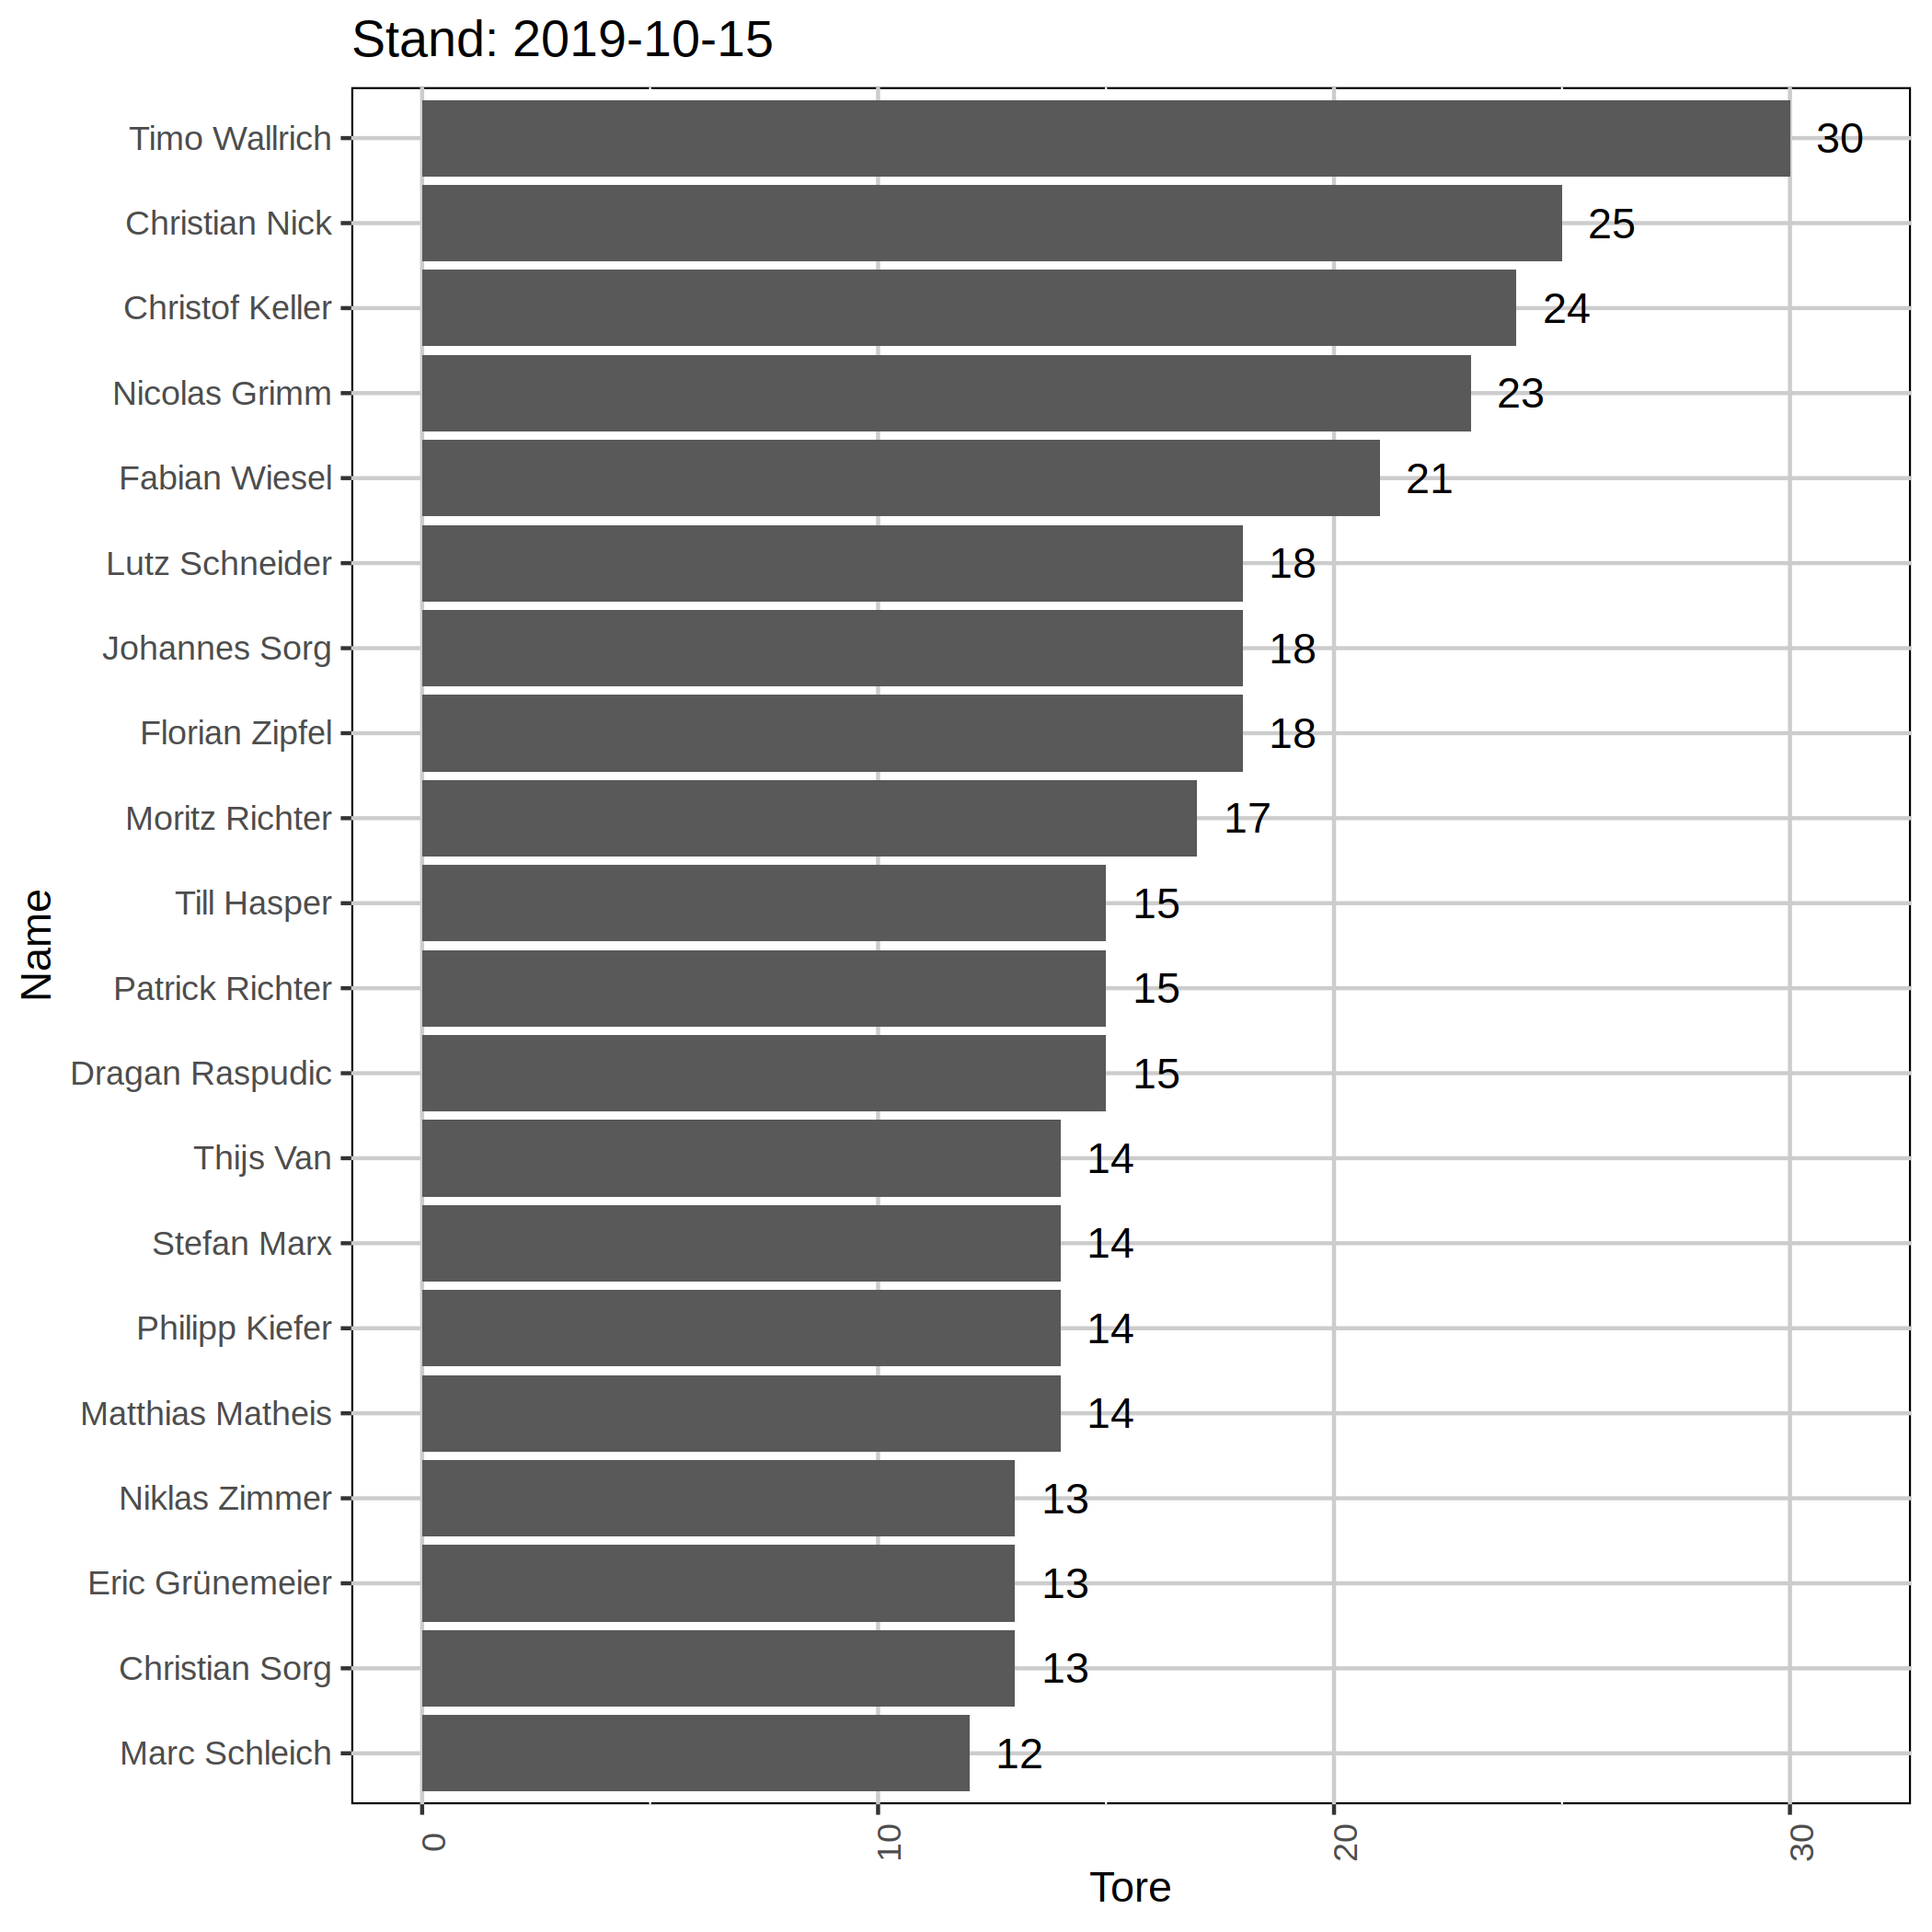 Stand: 2019-10-15
Timo Wallrich 30
Christian Nick 25
Christof Keller 24
Nicolas Grimm 23
Fabian Wiesel 21
Lutz Schneider 18
Johannes Sorg 18
Florian Zipfel 18
Moritz Richter 17
Till Hasper 15
Patrick Richter 15
Dragan Raspudic 15
Thijs Van 14
Stefan Marx 14
Philipp Kiefer 14
Matthias Matheis 14
Niklas Zimmer 13
Eric Grünemeier 13
Christian Sorg 13
Marc Schleich 12
Name
0 10 20 30
Tore